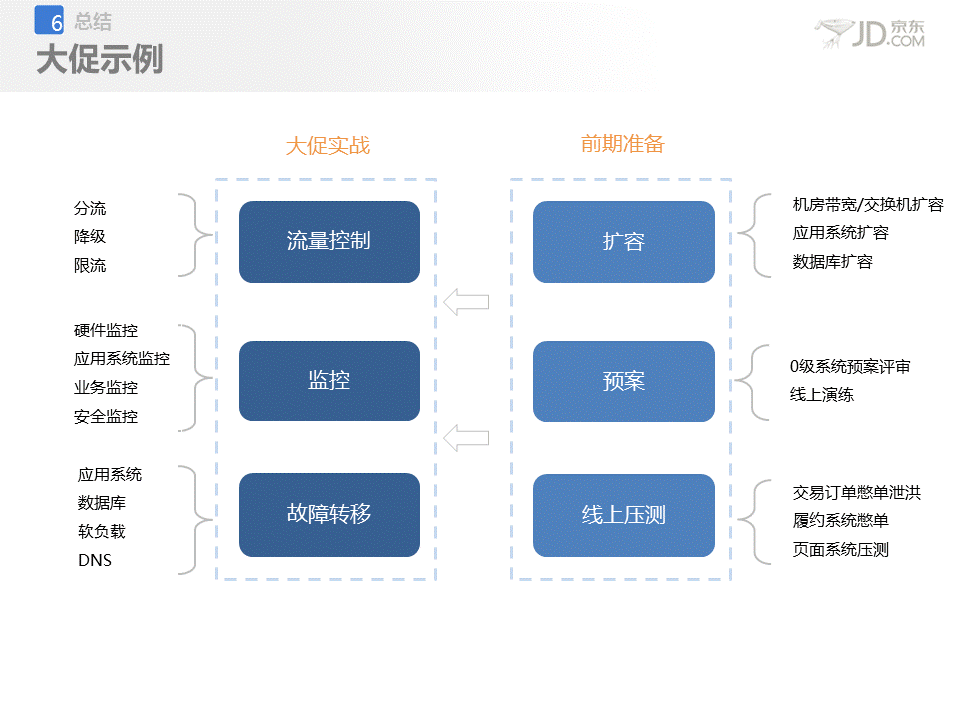 6 总结
大促示例
JD 京东
.COM
大促实战
前期准备
分流
降级
限流
流量控制
扩容
机房带宽/交换机扩容
应用系统扩容
数据库扩容
硬件监控
应用系统监控
业务监控
安全监控
监控
预案
0级系统预案评审
线上演练
应用系统
数据库
软负载
DNS
故障转移
线上压测
交易订单憋单泄洪
履约系统憋单
页面系统压测